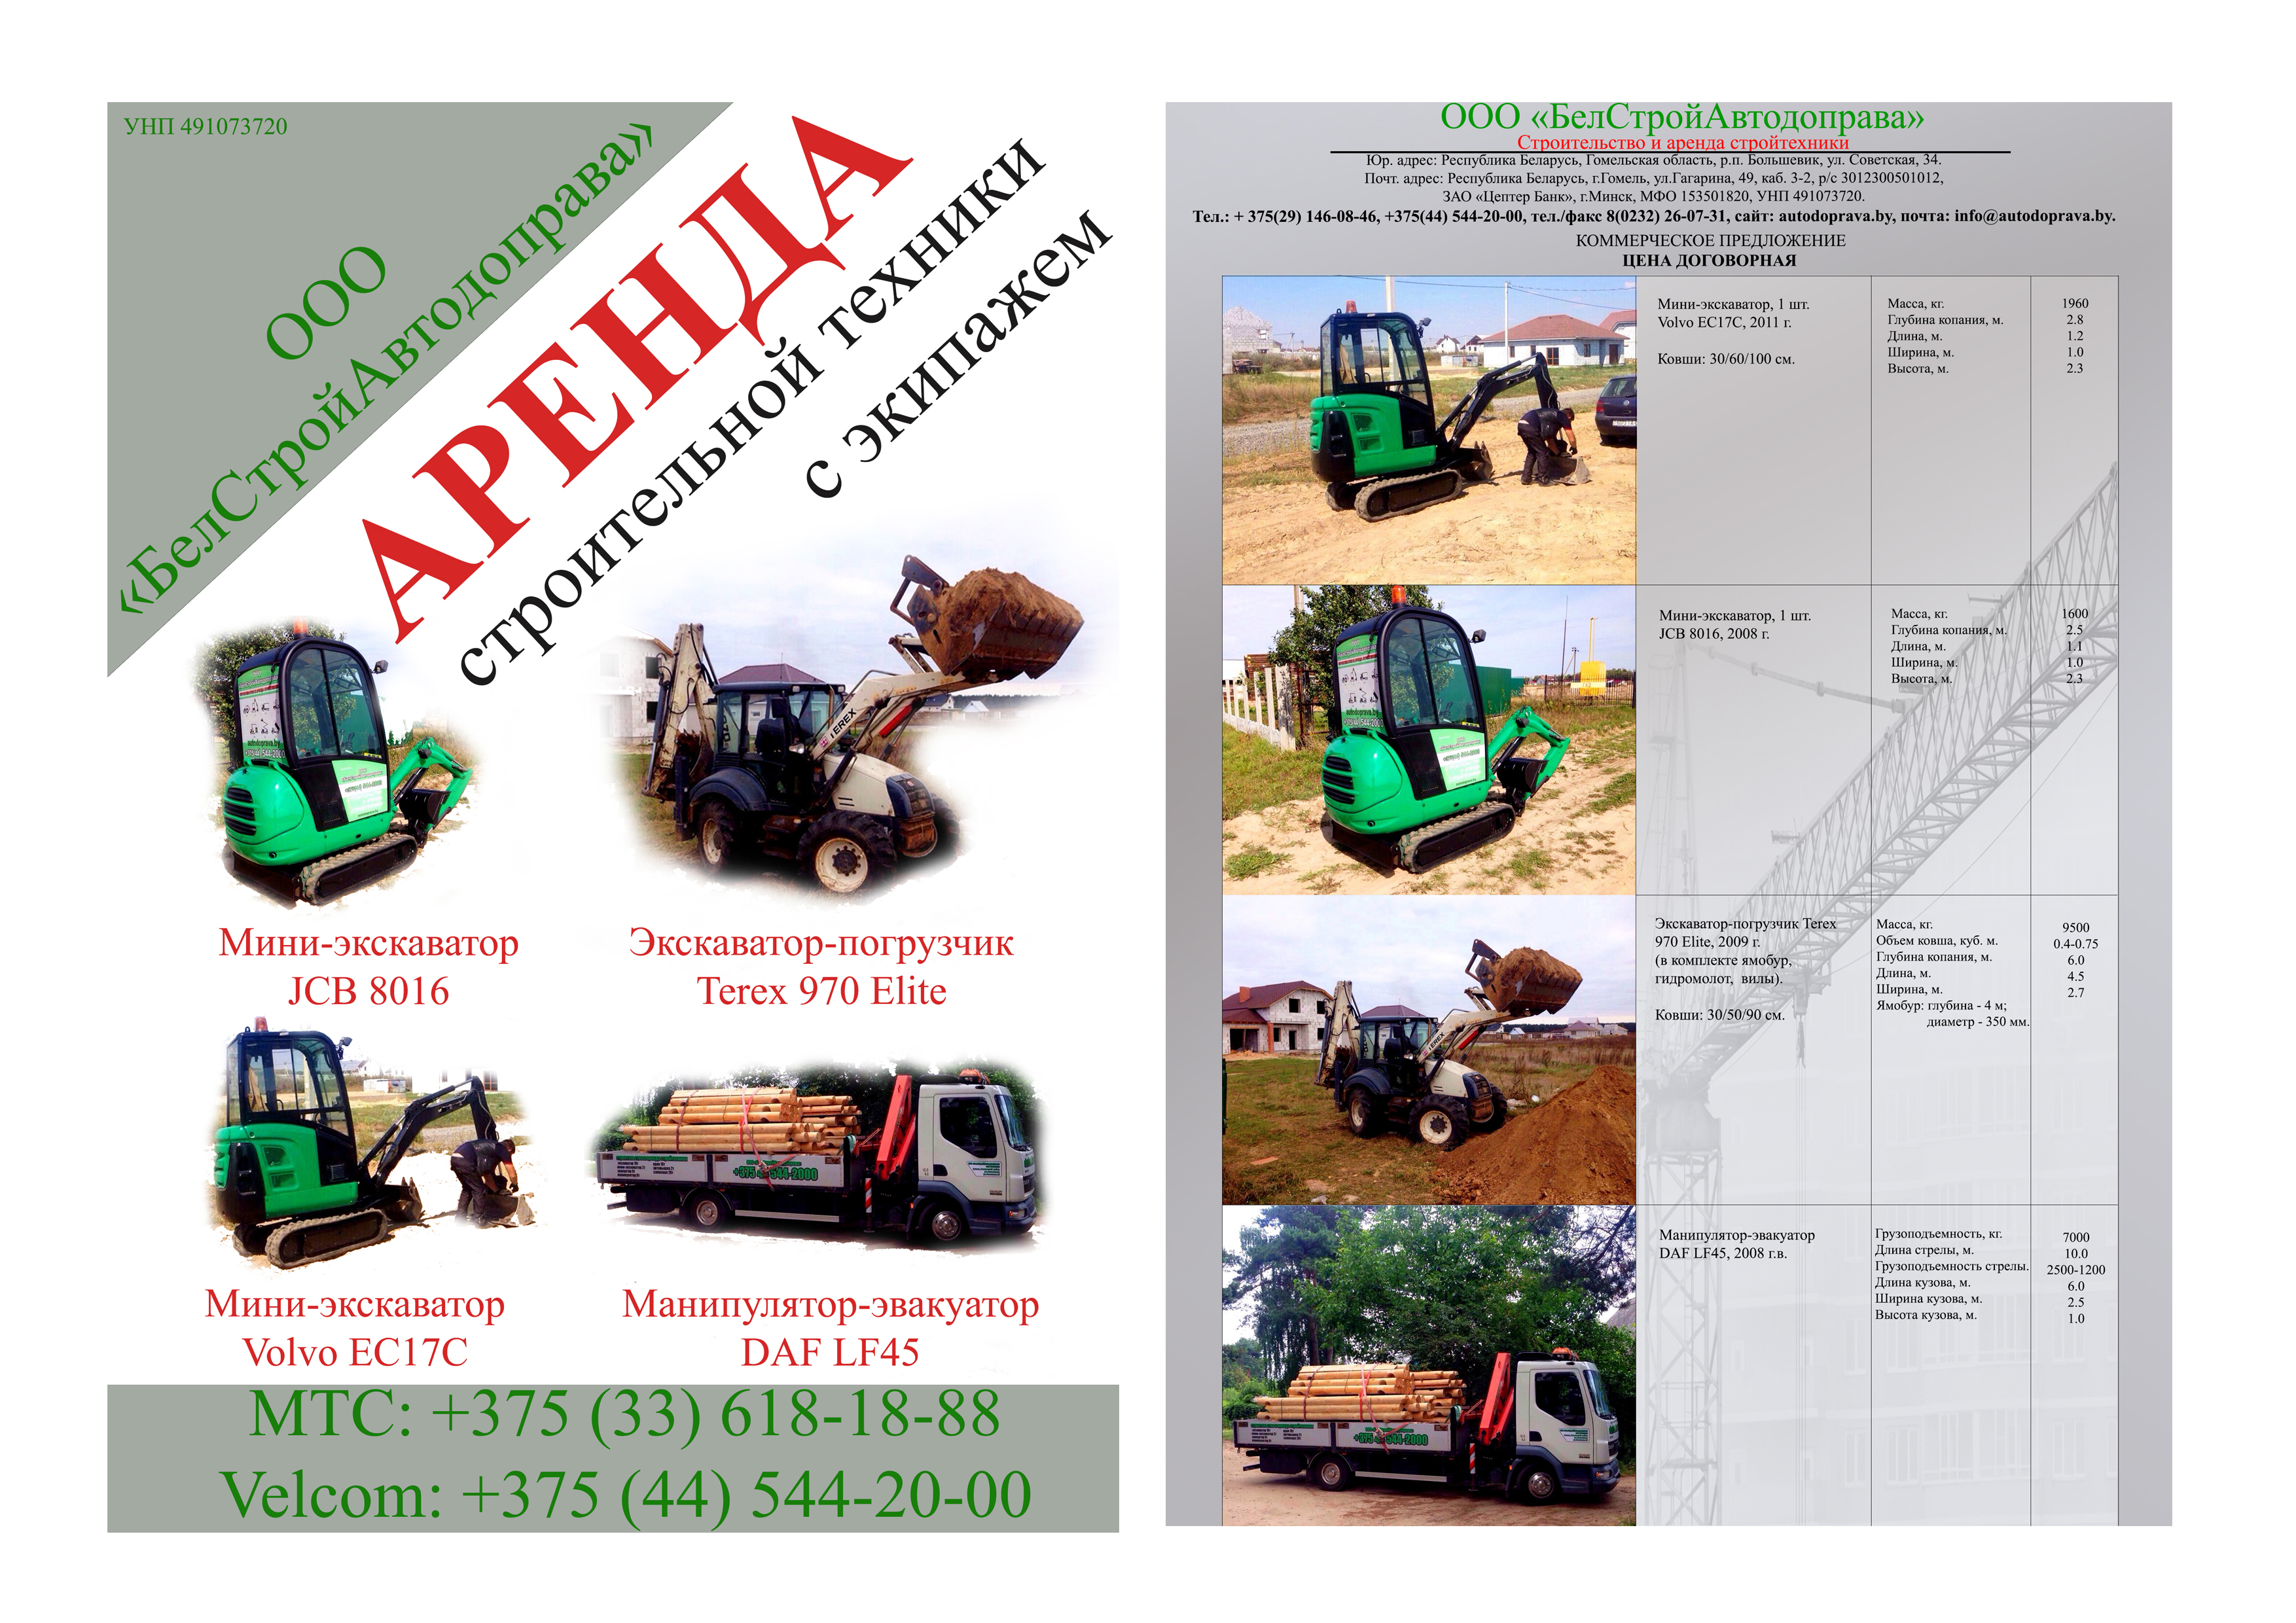 УНП 491073720
ООО
«БелСтройАвтодоправа»
АРЕНДА
строительной техники
с экипажем
TEREX
autodoprava.by
Мини-экскаватор
JCB 8016
Экскаватор-погрузчик
Terex 970 Elite
+375 544-2000
Мини-экскаватор
Volvo EC17C
Манипулятор-эвакуатор
DAF LF45
МТС: +375 (33) 618-18-88
Velcom: +375 (44) 544-20-00
ООО «БелСтройАвтодоправа»
Строительство и аренда стройтехники
Юр. адрес: Республика Беларусь, Гомельская область, р.п. Большевик, ул. Советская, 34.
Почт. адрес: Республика Беларусь, г.Гомель, ул.Гагарина, 49, каб. 3-2, р/с 3012300501012,
ЗАО «Цептер Банк», г.Минск, МФО 153501820, УНП 491073720.
Тел.: + 375(29) 146-08-46, +375(44) 544-20-00, тел./факс 8(0232) 26-07-31, сайт: autodoprava.by, почта: info@autodoprava.by.
КОММЕРЧЕСКОЕ ПРЕДЛОЖЕНИЕ
ЦЕНА ДОГОВОРНАЯ
Мини-экскаватор, 1 шт.
Volvo EC17C, 2011 г.
Ковши: 30/60/100 см.
Масса, кг. 1960
Глубина копания, м. 2.8
Длина, м. 1.2
Ширина, м. 1.0
Высота, м. 2.3
Мини-экскаватор, 1 шт.
JCB 8016, 2008 г.
Масса, кг. 1600
Глубина копания, м. 2.5
Длина, м. 1.1
Ширина, м. 1.0
Высота, м. 2.3
Экскаватор-погрузчик Terex
970 Elite, 2009 г.
(в комплекте ямобур,
гидромолот, вилы).
Ковши: 30/50/90 см.
Масса, кг. 9500
Объем ковша, куб. м. 0.4-0.75
Глубина копания, м. 6.0
Длина, м. 4.5
Ширина, м. 2.7
Ямобур: глубина - 4 м;
диаметр - 350 мм.
TEREX
Манипулятор-эвакуатор
DAF LF45, 2008 г.в.
Грузоподъемность, кг. 7000
Длина стрелы, м. 10.0
Грузоподъемность стрелы. 2500-1200
Длина кузова, м. 6.0
Ширина кузова, м. 2.5
Высота кузова, м. 1.0
+375 544-2000